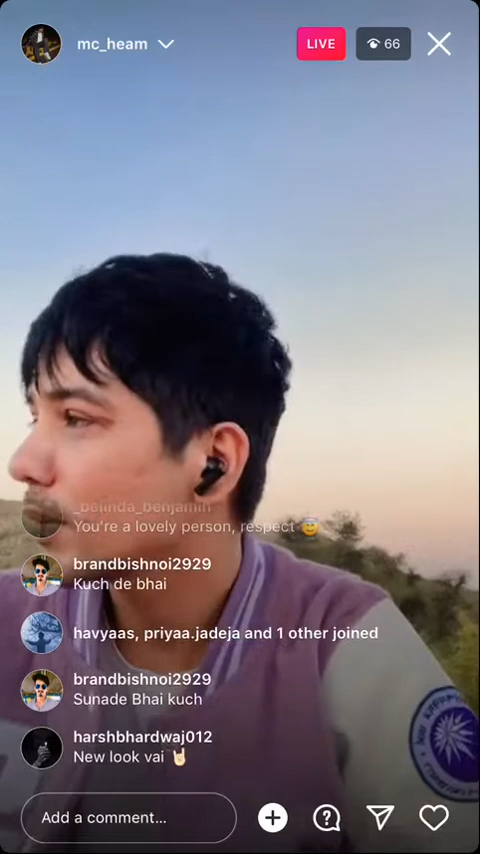 mc_heam
LIVE
66
_belinda_benjamin
You're a lovely person, respect 😇
brandbishnoi2929
Kuch de bhai
havyaas, priyaa.jadeja and 1 other joined
brandbishnoi2929
Sunade Bhai kuch
harshbhardwaj012
New look vai 🤘🏻
Add a comment...